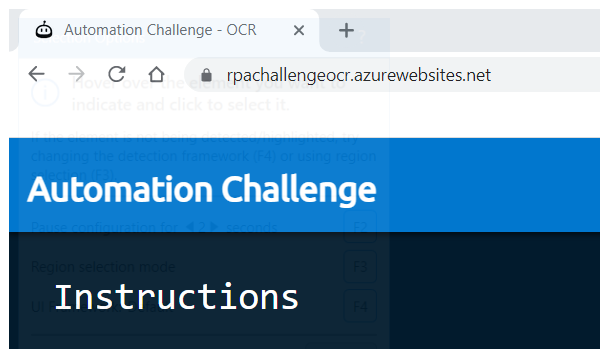 Automation Challenge - OCR
Hover over the element you want to
indicate and click to select it.
rpachallengeocr.azurewebsites.net
If the element is not being detected/highlighted, try
changing the detection framework (F4) or using region
selection (F3)
Automation Challenge
Pause configuration for 2 seconds F2
Region selection mode F3
Instructions
F4